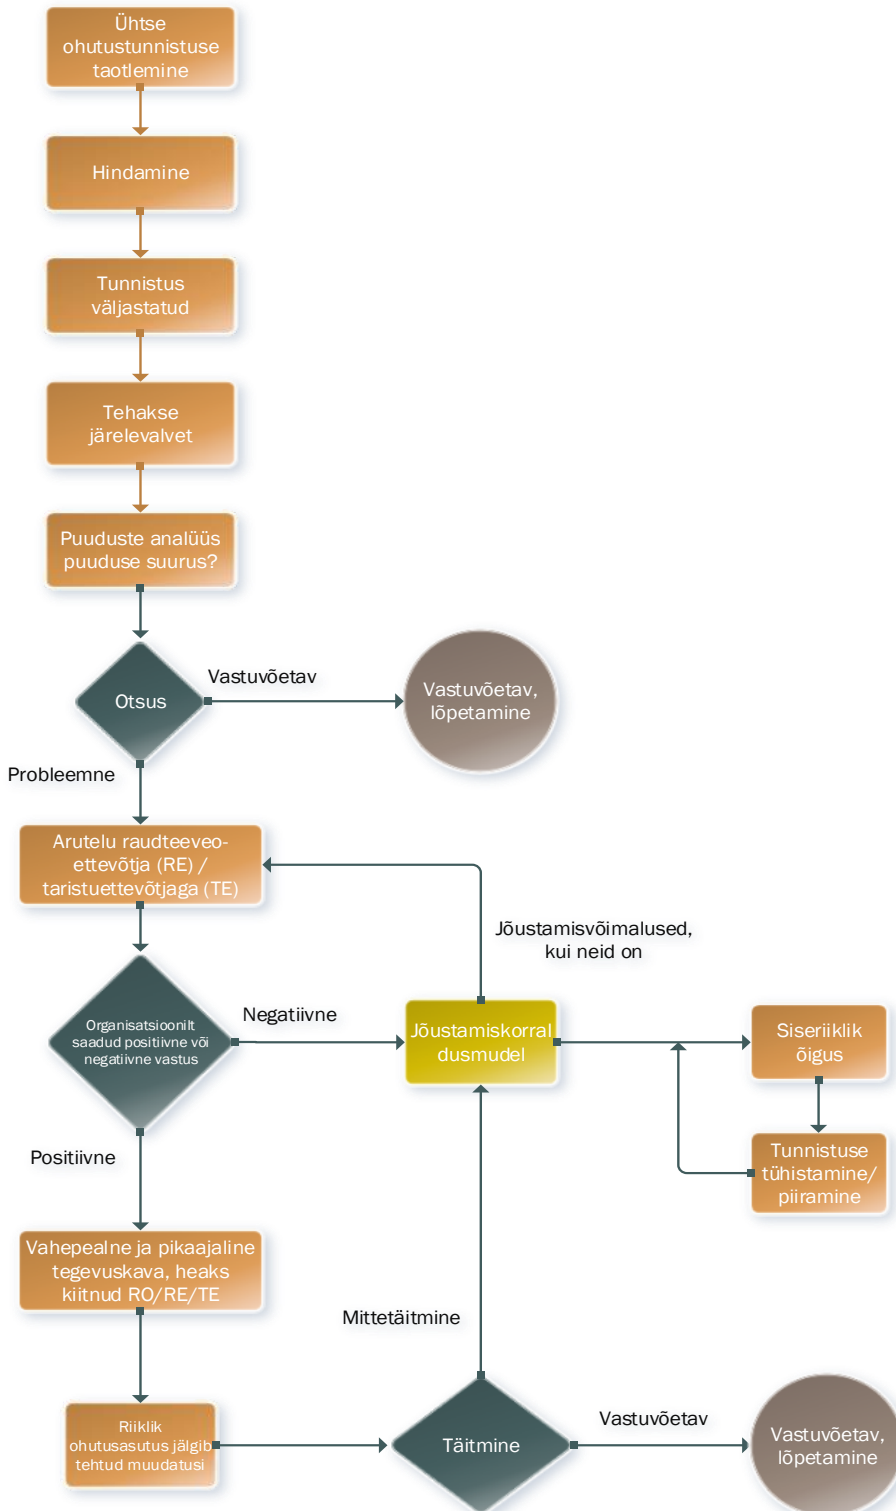 Ühtse
ohutustunnistuse
taotlemine
Hindamine
Tunnistus
väljastatud
Tehakse
järelevalvet
Puuduste analüüs
puuduse suurus?
Otsus
Vastuvõetav
Vastuvõetav,
lõpetamine
Probleemne
Arutelu raudteeveo-
ettevõtja (RE) /
taristuettevõtjaga (TE)
Jõustamisvõimalused,
kui neid on
Organisatsioonilt
saadud positiivne või
negatiivne vastus
Negatiivne
Jõustamiskorral
dusmudel
Siseriiklik
õigus
Tunnistuse
tühistamine/
piiramine
Positiivne
Vahepealne ja pikaajaline
tegevuskava, heaks
kiitnud RO/RE/TE
Mittetäitmine
Riiklik
ohutusasutus jälgib
tehtud muudatusi
Täitmine
Vastuvõetav
Vastuvõetav,
lõpetamine